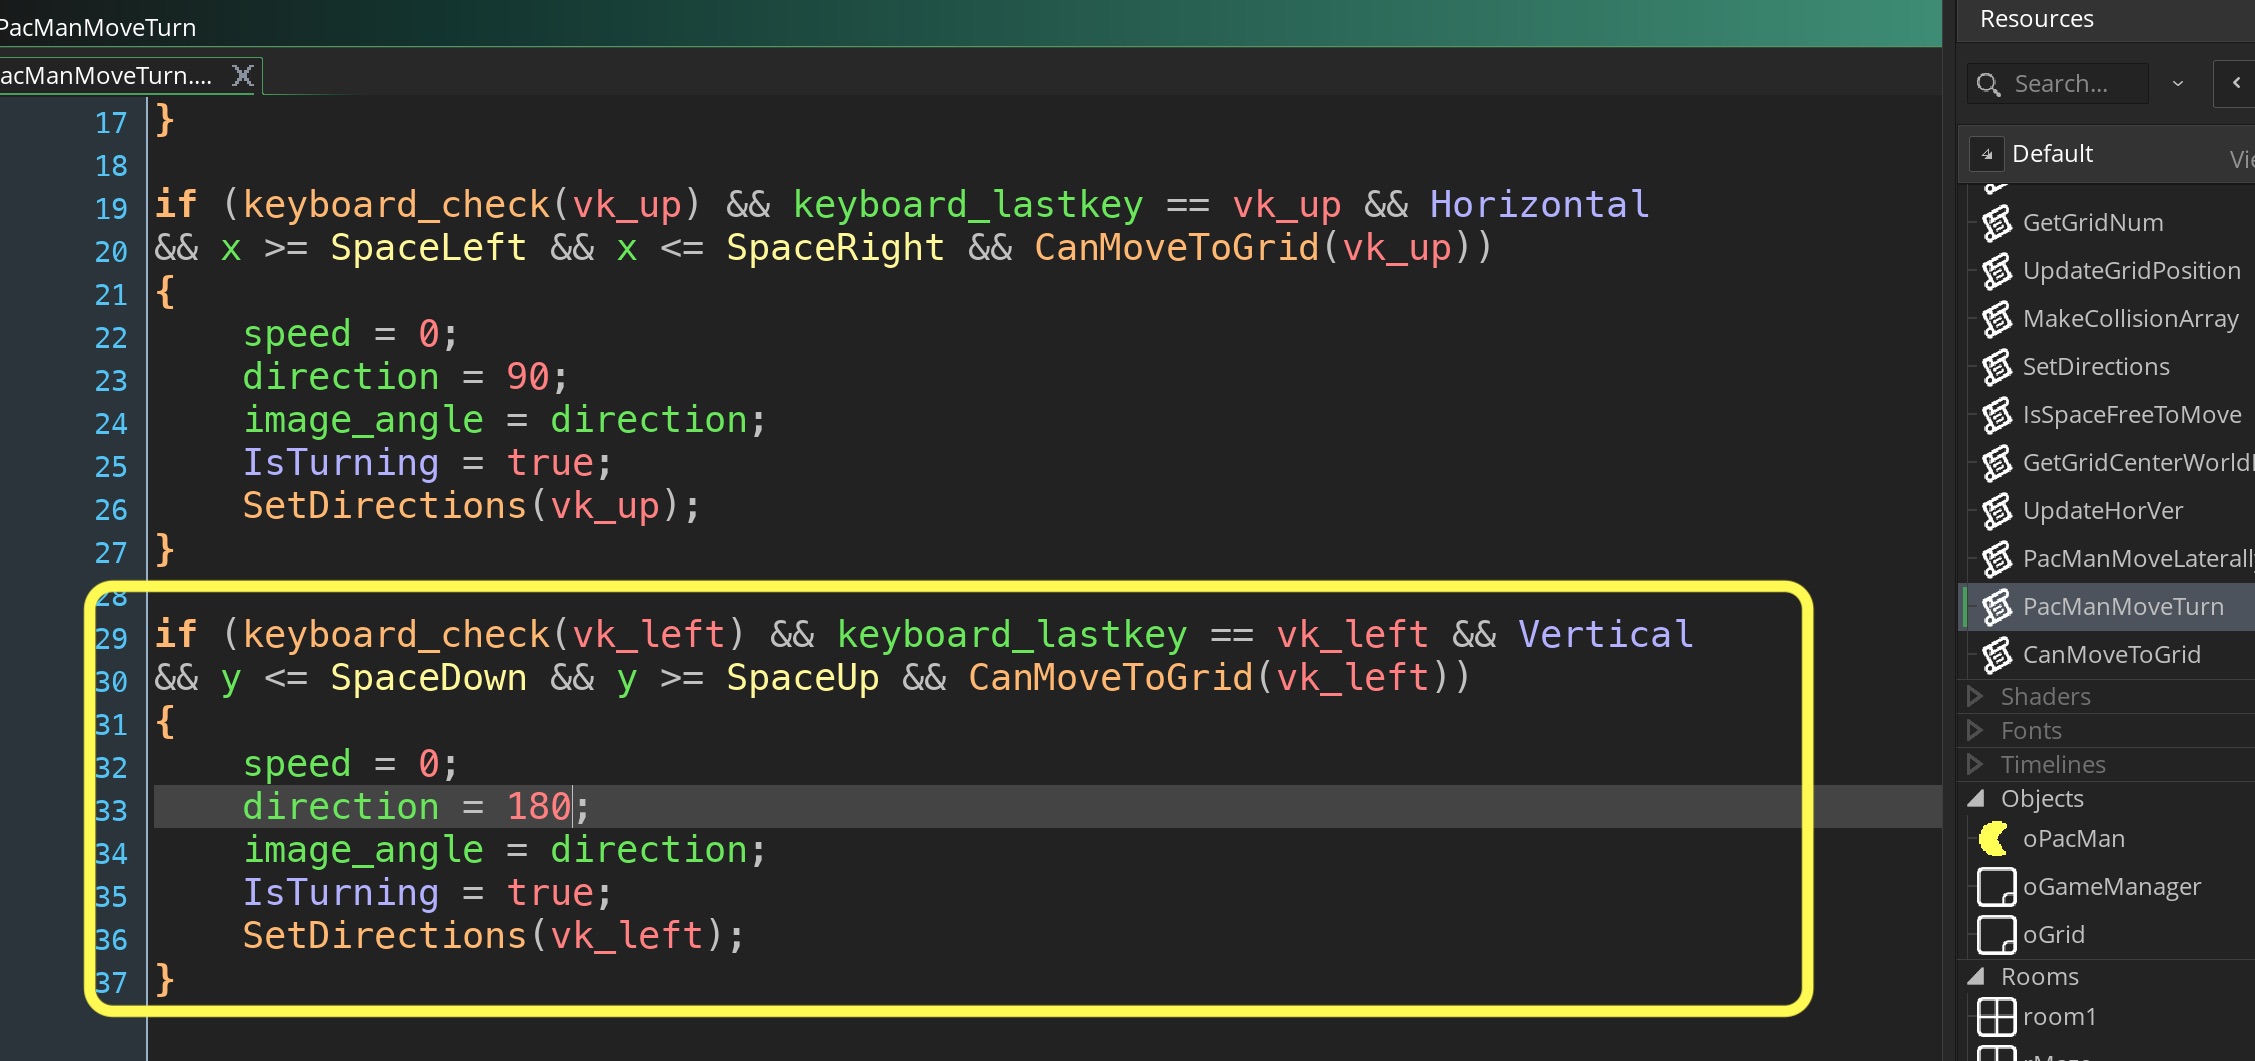 PacManMoveTurn
acManMoveTurn....
17 }
18
19 if (keyboard_check(vk_up) && keyboard_lastkey == vk_up && Horizontal
20 && x >= SpaceLeft && x <= SpaceRight && CanMoveToGrid(vk_up))
21 {
22 speed = 0;
23 direction = 90;
24 image_angle = direction;
25 IsTurning = true;
26 SetDirections(vk_up);
27 }
28
29 if (keyboard_check(vk_left) && keyboard_lastkey == vk_left && Vertical
30 && y <= SpaceDown && y >= SpaceUp && CanMoveToGrid(vk_left))
31 {
32 speed = 0;
33 direction = 180;
34 image_angle = direction;
35 IsTurning = true;
36 SetDirections(vk_left);
37 }
Resources
Search...
Default Vie
GetGridNum
UpdateGridPosition
MakeCollisionArray
SetDirections
IsSpaceFreeToMove
GetGridCenterWorld
UpdateHorVer
PacManMoveLaterall
PacManMoveTurn
CanMoveToGrid
Shaders
Fonts
Timelines
Objects
oPacMan
oGameManager
oGrid
Rooms
room1